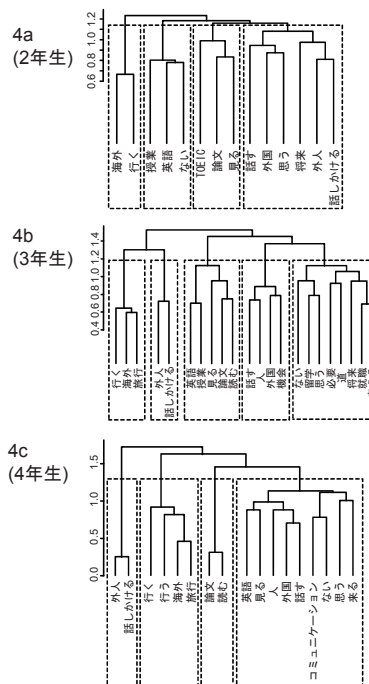 4a
(2年生)
0.6 0.8 1.0 1.2
海外
行く
授業
英語
ない
TOEIC
論文
見る
話す
外国
思う
将来
外人
話しかける
4b
(3年生)
0.4 0.6 0.8 1.0 1.2 1.4
行く
海外
旅行
外人
話しかける
英語
授業
見る
論文
読む
話す
人
外国
機会
ない
留学
思う
必要
道
将来
就職
4c
(4年生)
0.0 0.5 1.0 1.5
外人
話しかける
行く
行う
海外
旅行
論文
読む
英語
見る
人
外国
話す
コミュニケーション
ない
思う
来る